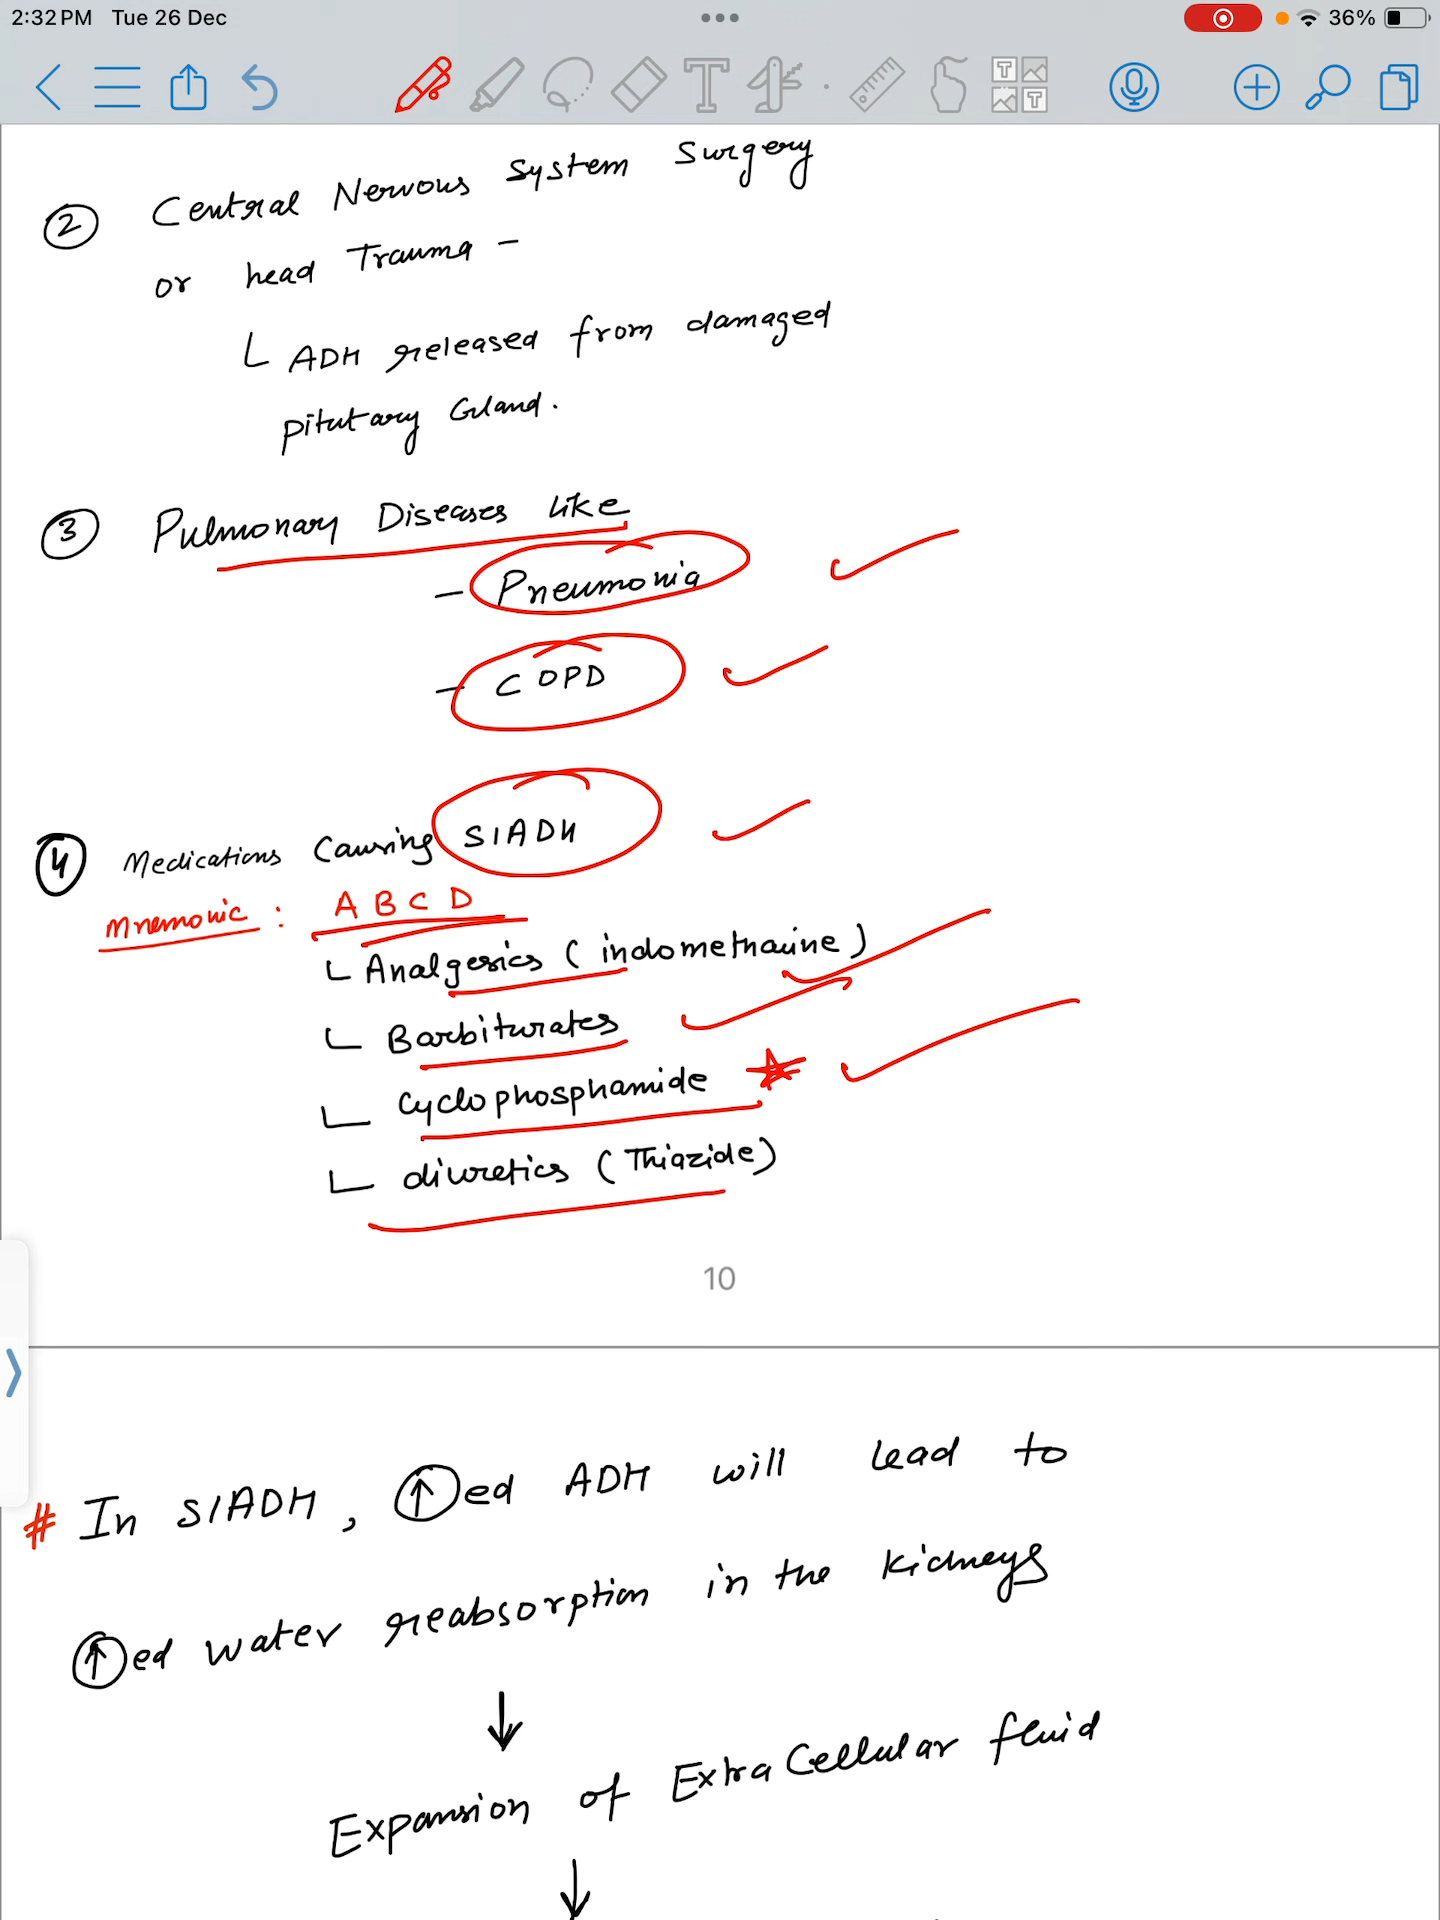 2:32 PM Tue 26 Dec
36%
2 Central Nervous System Surgery
or head Trauma -
ADH released from damaged
pitutary Gland.
3 Pulmonary Diseases like
- Pneumonia
- COPD
4 Medications Causing SIADH
Mnemonic : A B C D
Analgesics (indomethacine)
Barbiturates
Cyclophosphamide
diuretics (Thiazide)
10
# In SIADH, ↑ed ADH will lead to
↑ed water reabsorption in the kidneys
↓
Expansion of Extra Cellular fluid
↓